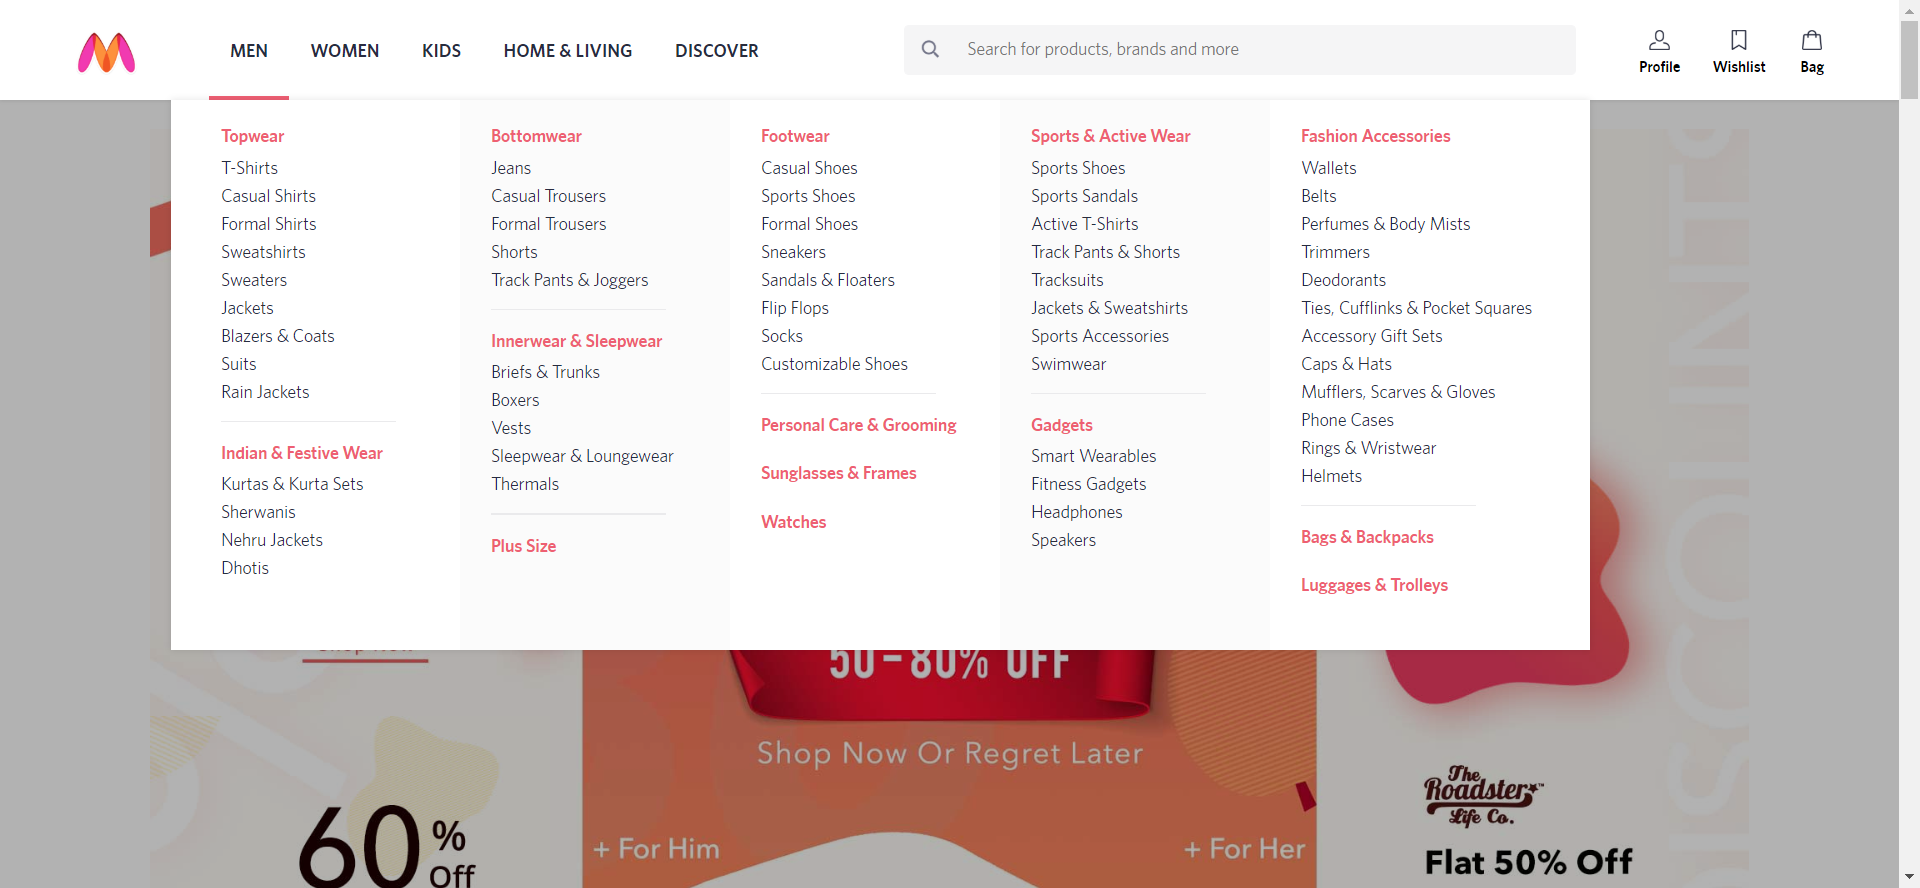 MEN WOMEN KIDS HOME & LIVING DISCOVER
Search for products, brands and more
Profile Wishlist Bag
Topwear
T-Shirts
Casual Shirts
Formal Shirts
Sweatshirts
Sweaters
Jackets
Blazers & Coats
Suits
Rain Jackets
Indian & Festive Wear
Kurtas & Kurta Sets
Sherwanis
Nehru Jackets
Dhotis
Bottomwear
Jeans
Casual Trousers
Formal Trousers
Shorts
Track Pants & Joggers
Innerwear & Sleepwear
Briefs & Trunks
Boxers
Vests
Sleepwear & Loungewear
Thermals
Plus Size
Footwear
Casual Shoes
Sports Shoes
Formal Shoes
Sneakers
Sandals & Floaters
Flip Flops
Socks
Customizable Shoes
Personal Care & Grooming
Sunglasses & Frames
Watches
Sports & Active Wear
Sports Shoes
Sports Sandals
Active T-Shirts
Track Pants & Shorts
Tracksuits
Jackets & Sweatshirts
Sports Accessories
Swimwear
Gadgets
Smart Wearables
Fitness Gadgets
Headphones
Speakers
Fashion Accessories
Wallets
Belts
Perfumes & Body Mists
Trimmers
Deodorants
Ties, Cufflinks & Pocket Squares
Accessory Gift Sets
Caps & Hats
Mufflers, Scarves & Gloves
Phone Cases
Rings & Wristwear
Helmets
Bags & Backpacks
Luggages & Trolleys
50-80% OFF
Shop Now Or Regret Later
+ For Him
+ For Her
60% Off
The
Roadster™
Life Co.
Flat 50% Off